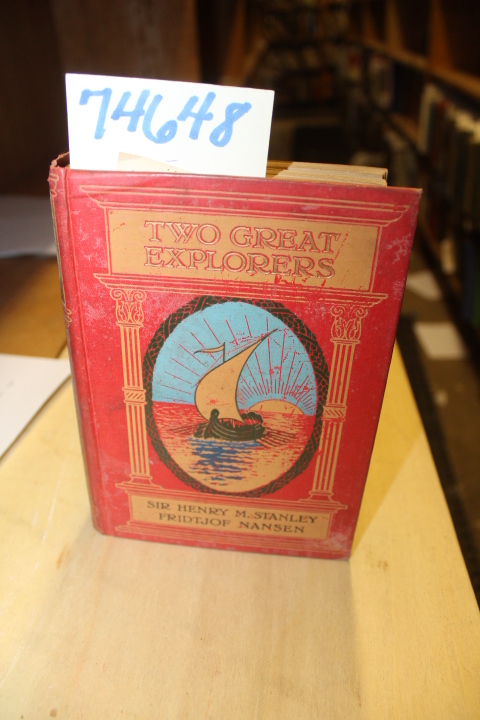 74648
TWO GREAT
EXPLORERS
SIR HENRY M. STANLEY
FRIDTJOF NANSEN